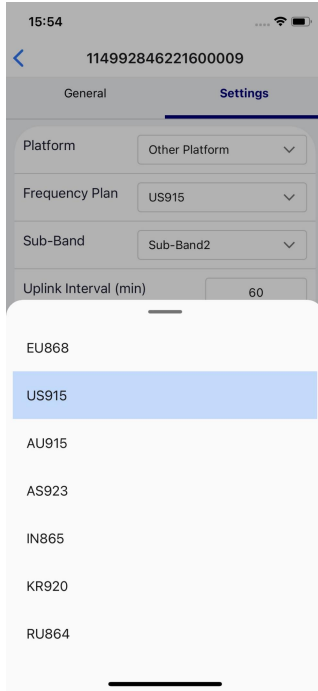 15:54
114992846221600009
General Settings
Platform Other Platform
Frequency Plan US915
Sub-Band Sub-Band2
Uplink Interval (min) 60
EU868
US915
AU915
AS923
IN865
KR920
RU864